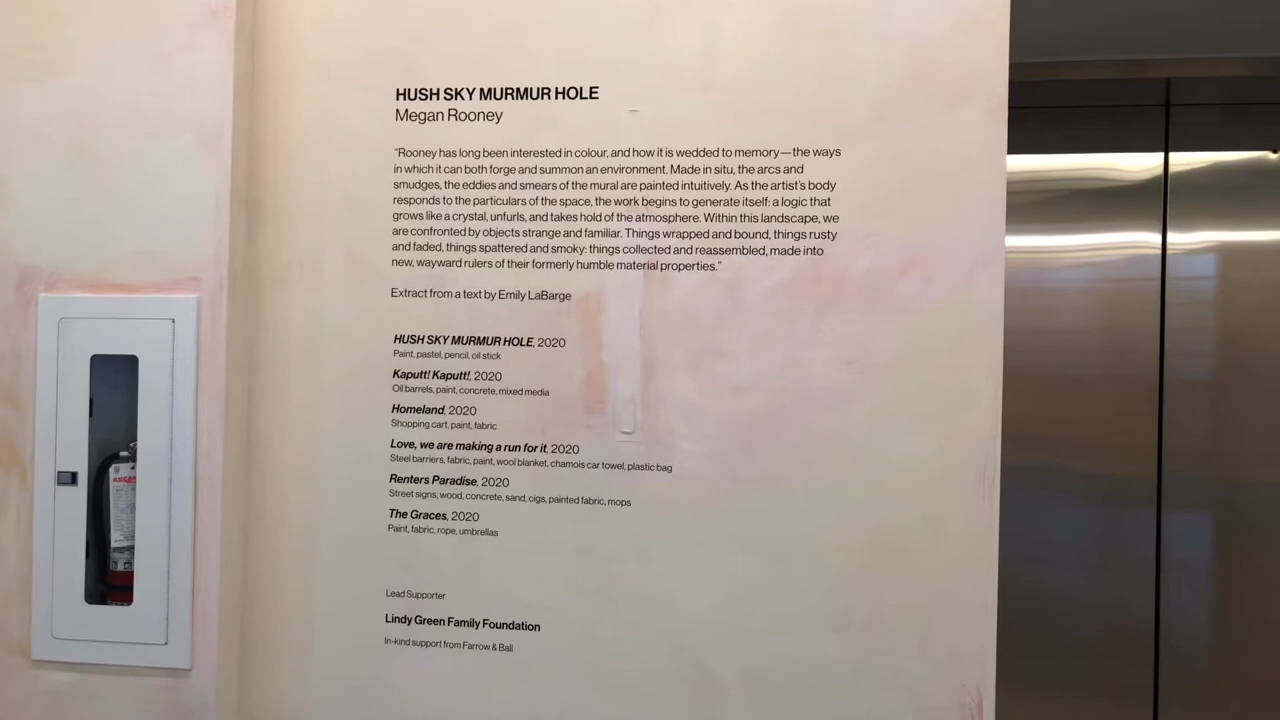 HUSH SKY MURMUR HOLE
Megan Rooney
“Rooney has long been interested in colour, and how it is wedded to memory—the ways
in which it can both forge and summon an environment. Made in situ, the arcs and
smudges, the eddies and smears of the mural are painted intuitively. As the artist’s body
responds to the particulars of the space, the work begins to generate itself: a logic that
grows like a crystal, unfurls, and takes hold of the atmosphere. Within this landscape, we
are confronted by objects strange and familiar. Things wrapped and bound, things rusty
and faded, things spattered and smoky: things collected and reassembled, made into
new, wayward rulers of their formerly humble material properties.”
Extract from a text by Emily LaBarge
HUSH SKY MURMUR HOLE, 2020
Paint, pastel, pencil, oil stick
Kaputt! Kaputt!, 2020
Oil barrels, paint, concrete, mixed media
Homeland, 2020
Shopping cart, paint, fabric
Love, we are making a run for it, 2020
Steel barriers, fabric, paint, wool blanket, chamois car towel, plastic bag
Renters Paradise, 2020
Street signs, wood, concrete, sand, cigs, painted fabric, mops
The Graces, 2020
Paint, fabric, rope, umbrellas
Lead Supporter
Lindy Green Family Foundation
In-kind support from Farrow & Ball